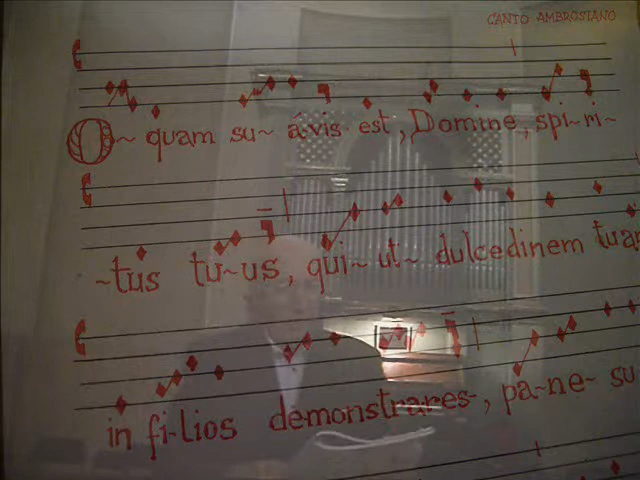 CANTO AMBROSIANO
O~ quam su~ á-vis est, Domine, spi-ri-
~tus tu~us, qui~ ut~ dulcedinem tuam
in fi-lios demonstrares-, pa-ne~ su